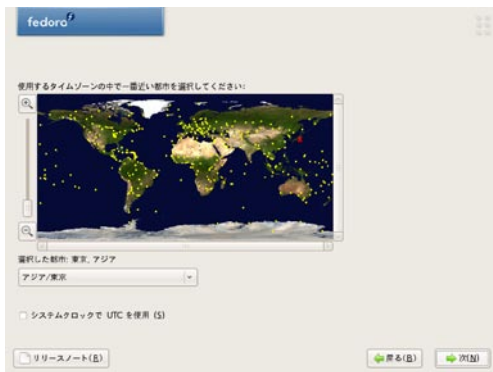 fedora
使用するタイムゾーンの中で一番近い都市を選択してください:
選択した都市: 東京, アジア
アジア/東京
システムクロックで UTC を使用 (S)
リリースノート(R)
戻る(B)
次(N)